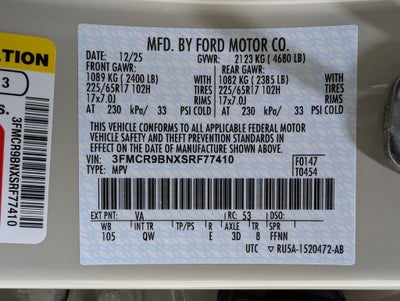 TION
3
S.
3FMCR9BNXSRF77410
MFD. BY FORD MOTOR CO.
DATE: 12/25 GVWR: 2123 KG ( 4680 LB)
FRONT GAWR: REAR GAWR:
1089 KG ( 2400 LB) 1082 KG ( 2385 LB)
225/65R17 102H TIRES 225/65R17 102H TIRES
17x7.0J RIMS 17x7.0J RIMS
AT 230 kPa/ 33 PSI COLD AT 230 kPa/ 33 PSI COLD
THIS VEHICLE CONFORMS TO ALL APPLICABLE FEDERAL MOTOR
VEHICLE SAFETY AND THEFT PREVENTION STANDARDS IN
EFFECT ON THE DATE OF MANUFACTURE SHOWN ABOVE.
VIN: 3FMCR9BNXSRF77410 F0147
TYPE: MPV T0454
EXT PNT: VA RC: 53 DSO:
WB INT TR TP/PS R AXLE TR SPR
105 QW E 3D 8 FFNN
UTC ▽ RU5A-1520472-AB